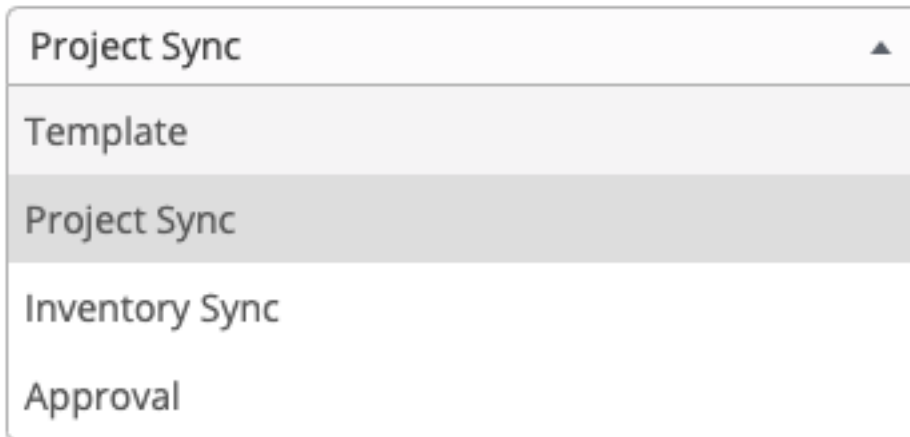 Project Sync
Template
Project Sync
Inventory Sync
Approval